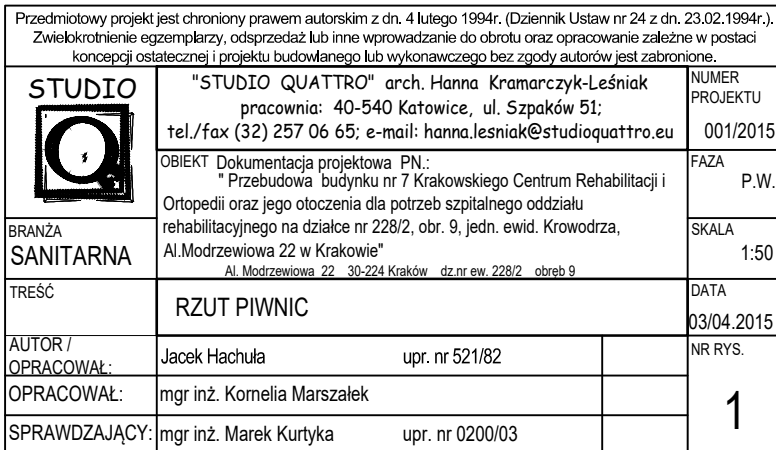 Przedmiotowy projekt jest chroniony prawem autorskim z dn. 4 lutego 1994r. (Dziennik Ustaw nr 24 z dn. 23.02.1994r.).
Zwielokrotnienie egzemplarzy, odsprzedaż lub inne wprowadzanie do obrotu oraz opracowanie zależne w postaci
koncepcji ostatecznej i projektu budowlanego lub wykonawczego bez zgody autorów jest zabronione.
STUDIO
Q
"STUDIO QUATTRO" arch. Hanna Kramarczyk-Leśniak
pracownia: 40-540 Katowice, ul. Szpaków 51;
tel./fax (32) 257 06 65; e-mail: hanna.lesniak@studioquattro.eu
NUMER
PROJEKTU
001/2015
OBIEKT Dokumentacja projektowa PN.:
" Przebudowa budynku nr 7 Krakowskiego Centrum Rehabilitacji i
Ortopedii oraz jego otoczenia dla potrzeb szpitalnego oddziału
rehabilitacyjnego na działce nr 228/2, obr. 9, jedn. ewid. Krowodrza,
Al.Modrzewiowa 22 w Krakowie"
Al. Modrzewiowa 22 30-224 Kraków dz.nr ew. 228/2 obręb 9
FAZA
P.W.
BRANŻA
SANITARNA
SKALA
1:50
TREŚĆ
RZUT PIWNIC
DATA
03/04.2015
AUTOR /
OPRACOWAŁ:
Jacek Hachuła upr. nr 521/82
NR RYS.
1
OPRACOWAŁ: mgr inż. Kornelia Marszałek
SPRAWDZAJĄCY: mgr inż. Marek Kurtyka upr. nr 0200/03